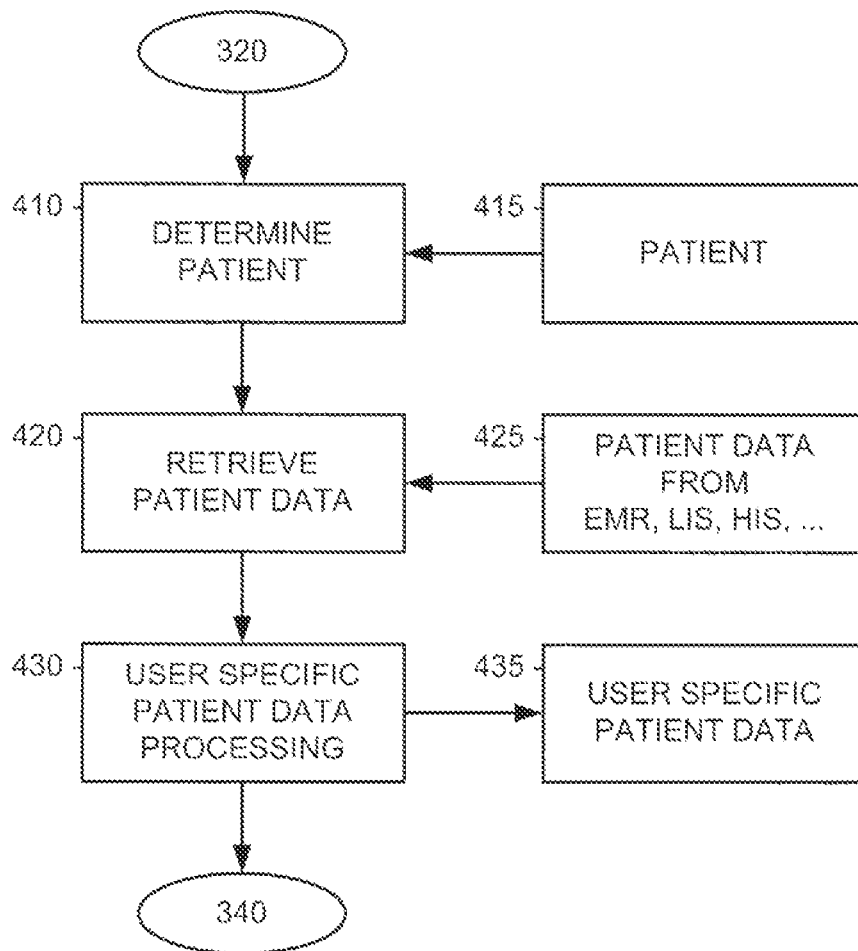 320
410
DETERMINE
PATIENT
415
PATIENT
420
RETRIEVE
PATIENT DATA
425
PATIENT DATA
FROM
EMR, LIS, HIS, ...
430
USER SPECIFIC
PATIENT DATA
PROCESSING
435
USER SPECIFIC
PATIENT DATA
340